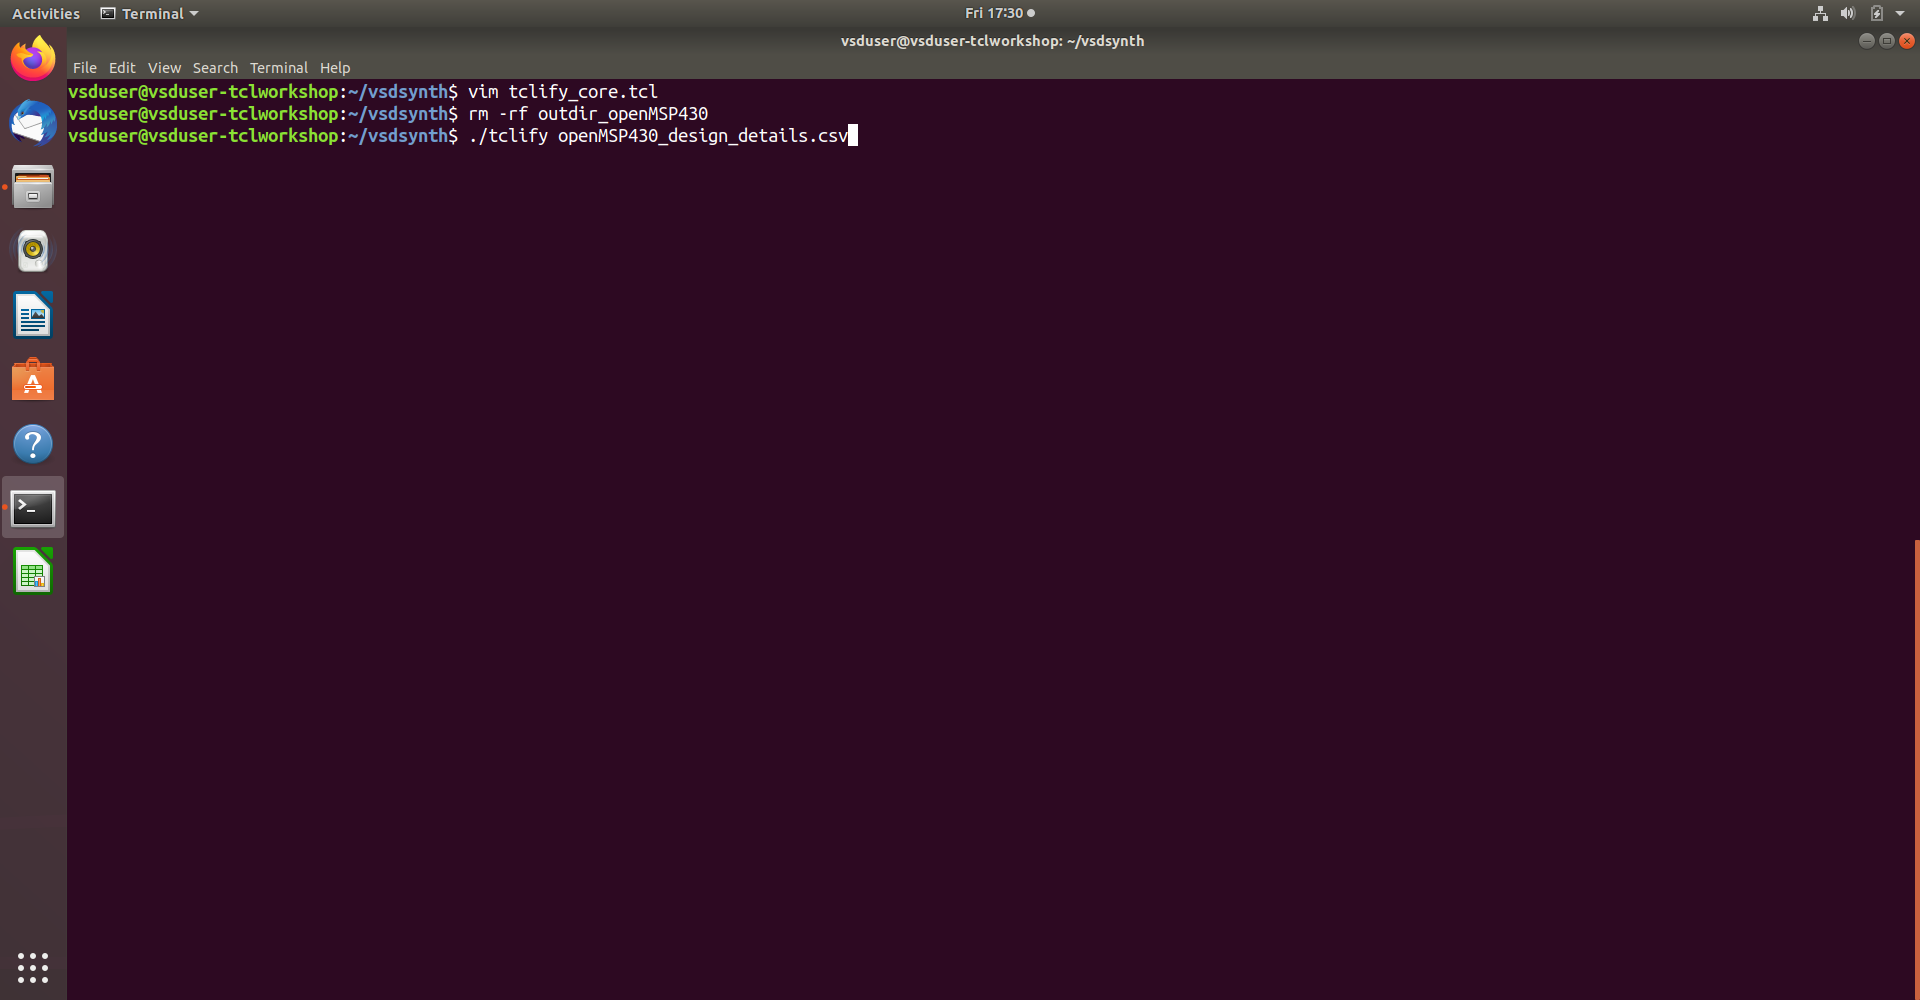 Activities
Terminal
Fri 17:30
vsduser@vsduser-tclworkshop: ~/vsdsynth
File Edit View Search Terminal Help
vsduser@vsduser-tclworkshop:~/vsdsynth$ vim tclify_core.tcl
vsduser@vsduser-tclworkshop:~/vsdsynth$ rm -rf outdir_openMSP430
vsduser@vsduser-tclworkshop:~/vsdsynth$ ./tclify openMSP430_design_details.csv